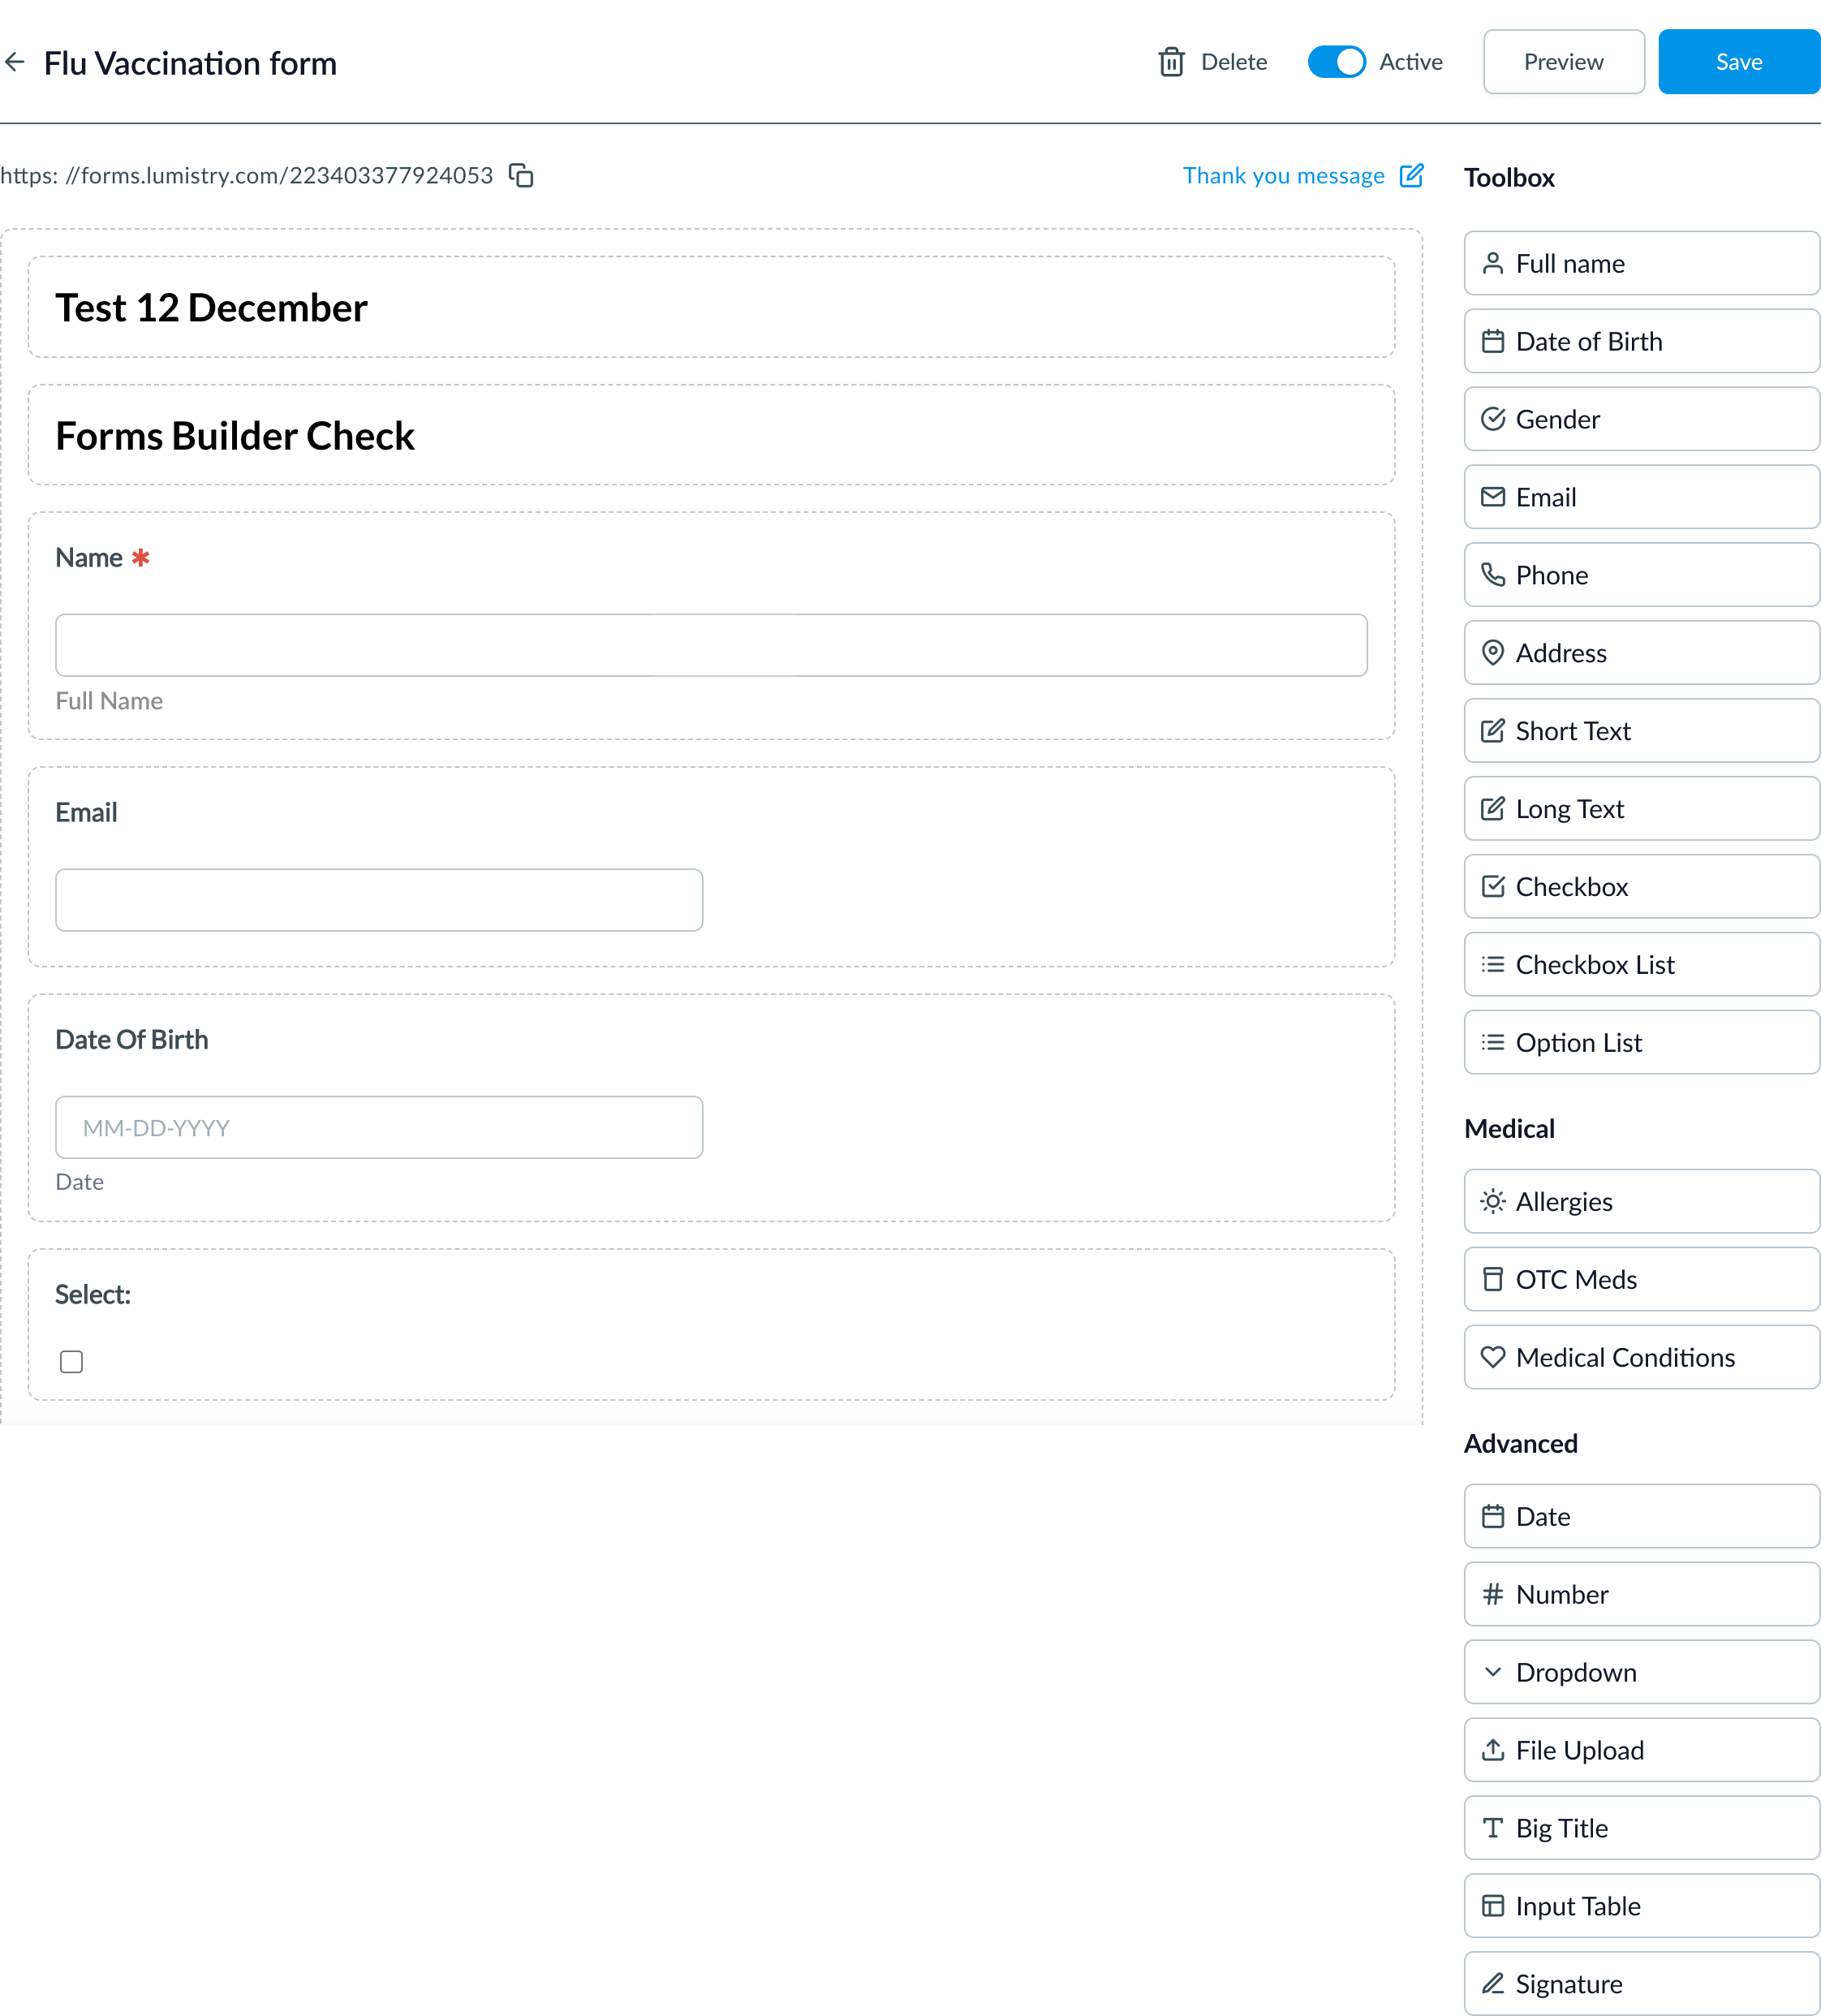 Flu Vaccination form
Delete
Active
Preview
Save
https: //forms.lumistry.com/223403377924053
Thank you message
Test 12 December
Forms Builder Check
Name *
Full Name
Email
Date Of Birth
MM-DD-YYYY
Date
Select:
Toolbox
Full name
Date of Birth
Gender
Email
Phone
Address
Short Text
Long Text
Checkbox
Checkbox List
Option List
Medical
Allergies
OTC Meds
Medical Conditions
Advanced
Date
Number
Dropdown
File Upload
Big Title
Input Table
Signature